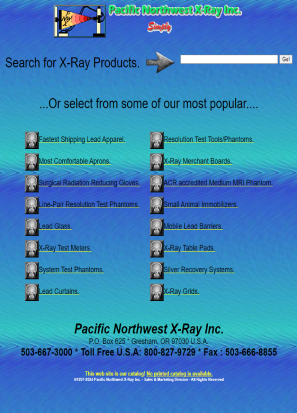 Pacific Northwest X-Ray Inc.
Simply
Search for X-Ray Products.
Go!
...Or select from some of our most popular....
Fastest Shipping Lead Apparel.
Resolution Test Tools/Phantoms.
Most Comfortable Aprons.
X-Ray Merchant Boards.
Surgical Radiation Reducing Gloves.
ACR accredited Medium MRI Phantom.
Line-Pair Resolution Test Phantoms.
Small Animal Immobilizers.
Lead Glass.
Mobile Lead Barriers.
X-Ray Test Meters.
X-Ray Table Pads.
System Test Phantoms.
Silver Recovery Systems.
Lead Curtains.
X-Ray Grids.
Pacific Northwest X-Ray Inc.
P.O. Box 625 * Gresham, OR 97030 U.S.A.
503-667-3000 * Toll Free U.S.A: 800-827-9729 * Fax : 503-666-8855
This web site is our catalog! No printed catalog is available.
©1997-2024 Pacific Northwest X-Ray Inc. - Sales & Marketing Division - All Rights Reserved